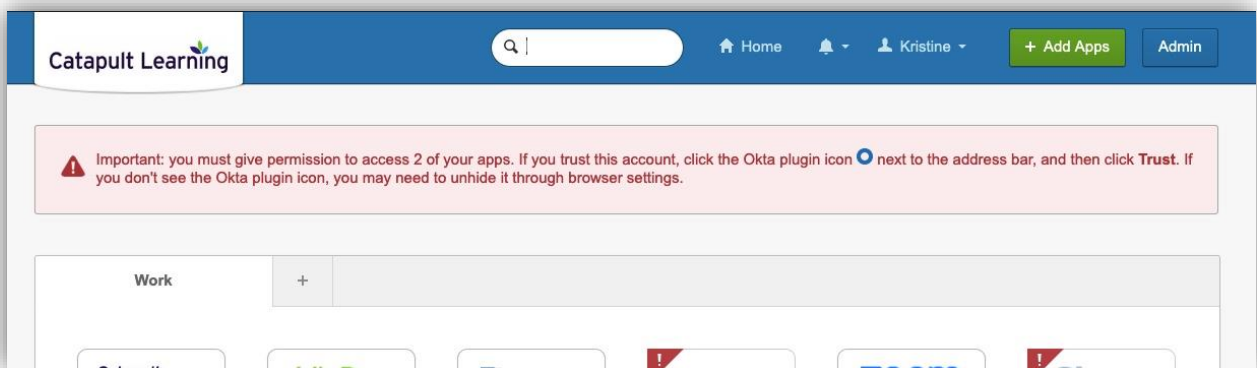 Catapult Learning
Home
Kristine
+ Add Apps
Admin
Important: you must give permission to access 2 of your apps. If you trust this account, click the Okta plugin icon next to the address bar, and then click Trust. If
you don't see the Okta plugin icon, you may need to unhide it through browser settings.
Work
+